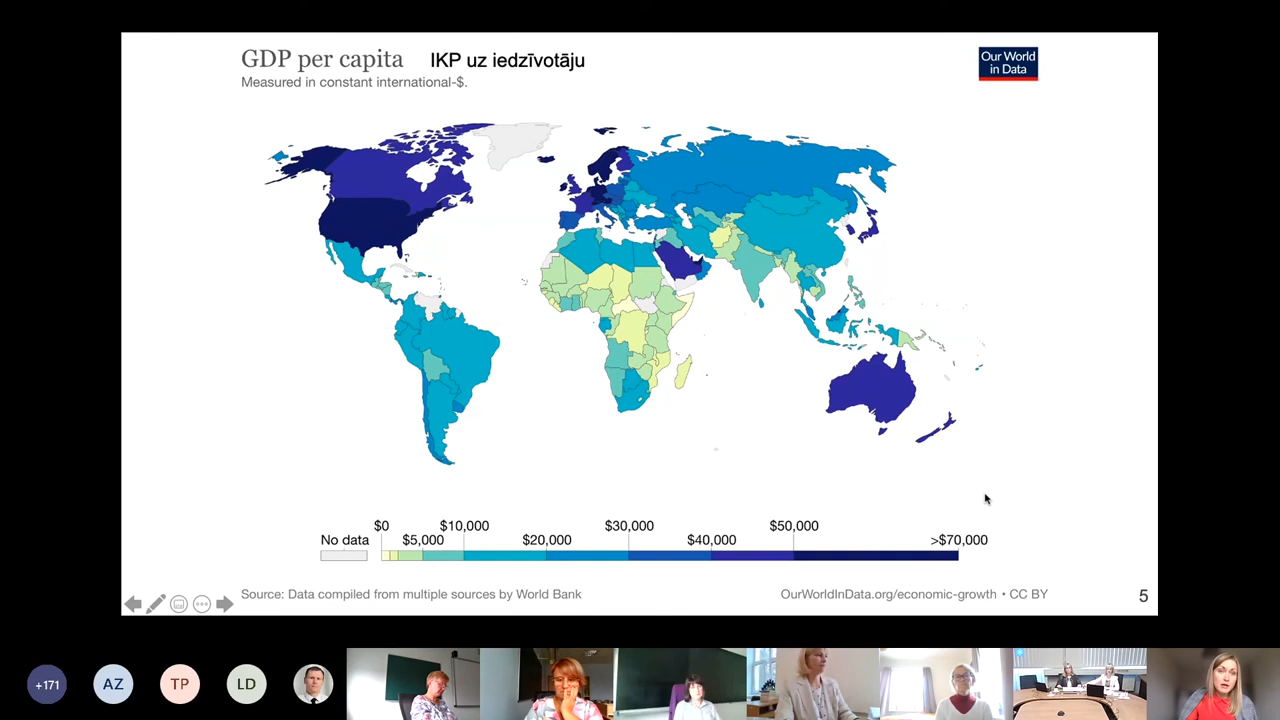 GDP per capita IKP uz iedzīvotāju
Measured in constant international-$.
Our World
in Data
$0 $10,000 $30,000 $50,000
No data $5,000 $20,000 $40,000 >$70,000
Source: Data compiled from multiple sources by World Bank OurWorldInData.org/economic-growth • CC BY
5
+171 AZ TP LD